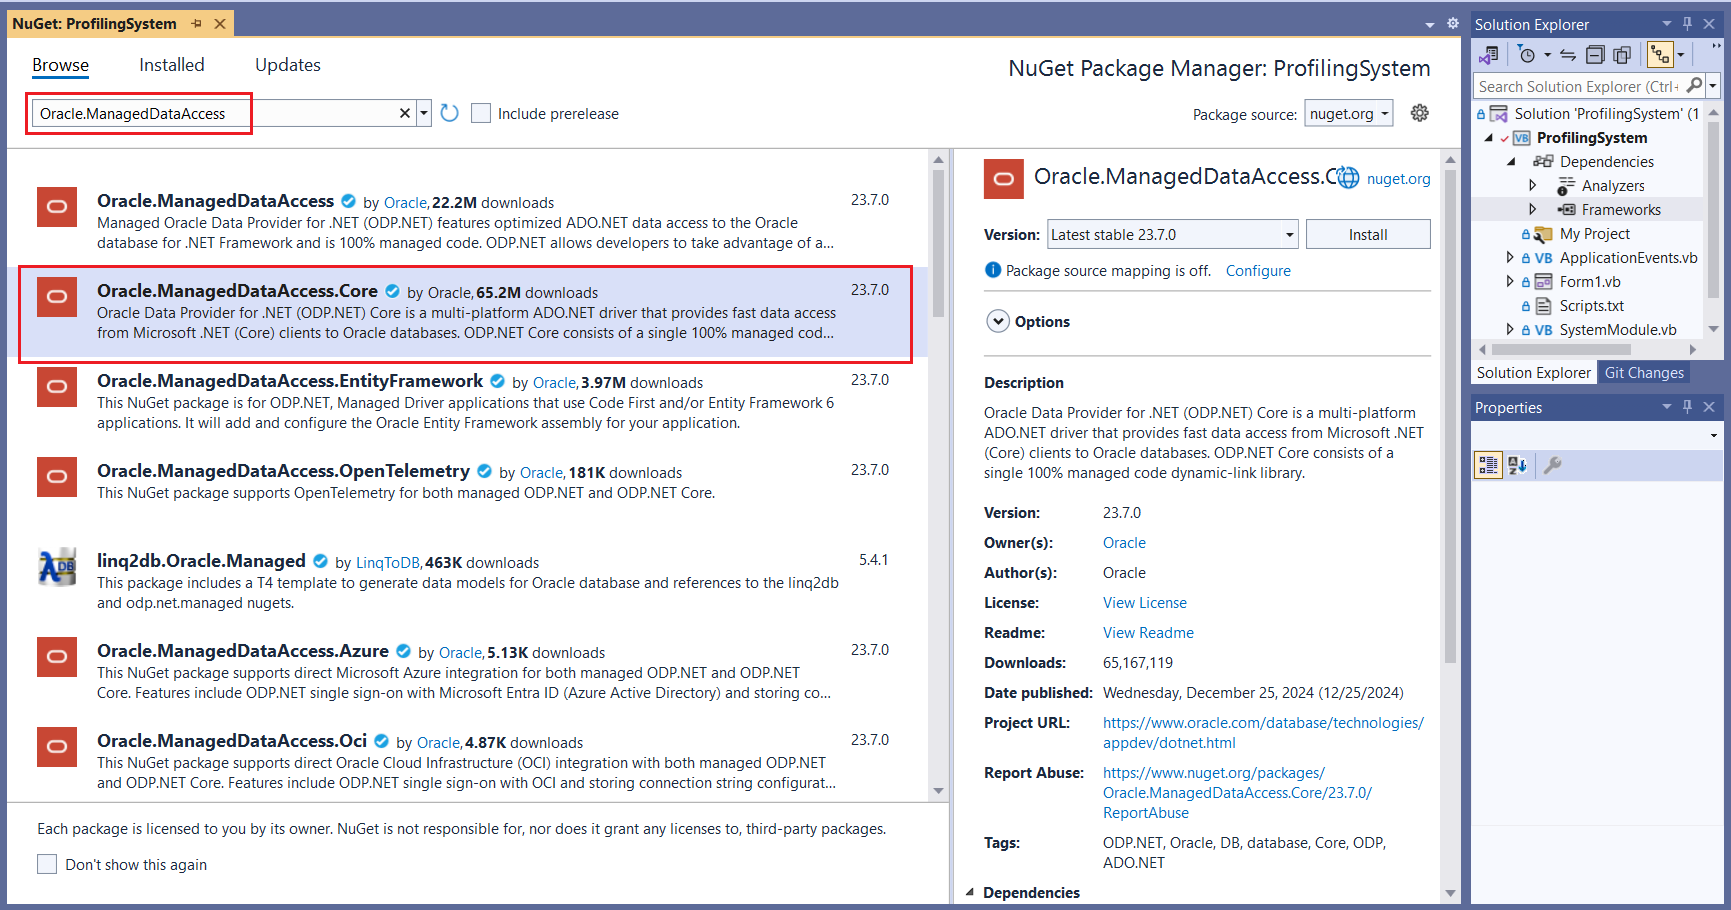 NuGet: ProfilingSystem
Browse
Installed
Updates
NuGet Package Manager: ProfilingSystem
Oracle.ManagedDataAccess
Include prerelease
Package source:
nuget.org
Oracle.ManagedDataAccess by Oracle, 22.2M downloads
23.7.0
Managed Oracle Data Provider for .NET (ODP.NET) features optimized ADO.NET data access to the Oracle
database for .NET Framework and is 100% managed code. ODP.NET allows developers to take advantage of a...
Oracle.ManagedDataAccess.Core by Oracle, 65.2M downloads
23.7.0
Oracle Data Provider for .NET (ODP.NET) Core is a multi-platform ADO.NET driver that provides fast data access
from Microsoft .NET (Core) clients to Oracle databases. ODP.NET Core consists of a single 100% managed cod...
Oracle.ManagedDataAccess.EntityFramework by Oracle, 3.97M downloads
23.7.0
This NuGet package is for ODP.NET, Managed Driver applications that use Code First and/or Entity Framework 6
applications. It will add and configure the Oracle Entity Framework assembly for your application.
Oracle.ManagedDataAccess.OpenTelemetry by Oracle, 181K downloads
23.7.0
This NuGet package supports OpenTelemetry for both managed ODP.NET and ODP.NET Core.
linq2db.Oracle.Managed by LinqToDB, 463K downloads
5.4.1
This package includes a T4 template to generate data models for Oracle database and references to the linq2db
and odp.net.managed nugets.
Oracle.ManagedDataAccess.Azure by Oracle, 5.13K downloads
23.7.0
This NuGet package supports direct Microsoft Azure integration for both managed ODP.NET and ODP.NET
Core. Features include ODP.NET single sign-on with Microsoft Entra ID (Azure Active Directory) and storing co...
Oracle.ManagedDataAccess.Oci by Oracle, 4.87K downloads
23.7.0
This NuGet package supports direct Oracle Cloud Infrastructure (OCI) integration with both managed ODP.NET
and ODP.NET Core. Features include ODP.NET single sign-on with OCI and storing connection string configurat...
Each package is licensed to you by its owner. NuGet is not responsible for, nor does it grant any licenses to, third-party packages.
Don't show this again
Oracle.ManagedDataAccess.C
nuget.org
Version:
Latest stable 23.7.0
Install
Package source mapping is off. Configure
Options
Description
Oracle Data Provider for .NET (ODP.NET) Core is a multi-platform
ADO.NET driver that provides fast data access from Microsoft .NET
(Core) clients to Oracle databases. ODP.NET Core consists of a
single 100% managed code dynamic-link library.
Version: 23.7.0
Owner(s): Oracle
Author(s): Oracle
License: View License
Readme: View Readme
Downloads: 65,167,119
Date published: Wednesday, December 25, 2024 (12/25/2024)
Project URL: https://www.oracle.com/database/technologies/
appdev/dotnet.html
Report Abuse: https://www.nuget.org/packages/
Oracle.ManagedDataAccess.Core/23.7.0/
ReportAbuse
Tags: ODP.NET, Oracle, DB, database, Core, ODP,
ADO.NET
Dependencies
Solution Explorer
Search Solution Explorer (Ctrl+
Solution 'ProfilingSystem' (1
VB ProfilingSystem
Dependencies
Analyzers
Frameworks
My Project
VB ApplicationEvents.vb
Form1.vb
Scripts.txt
VB SystemModule.vb
Solution Explorer
Git Changes
Properties